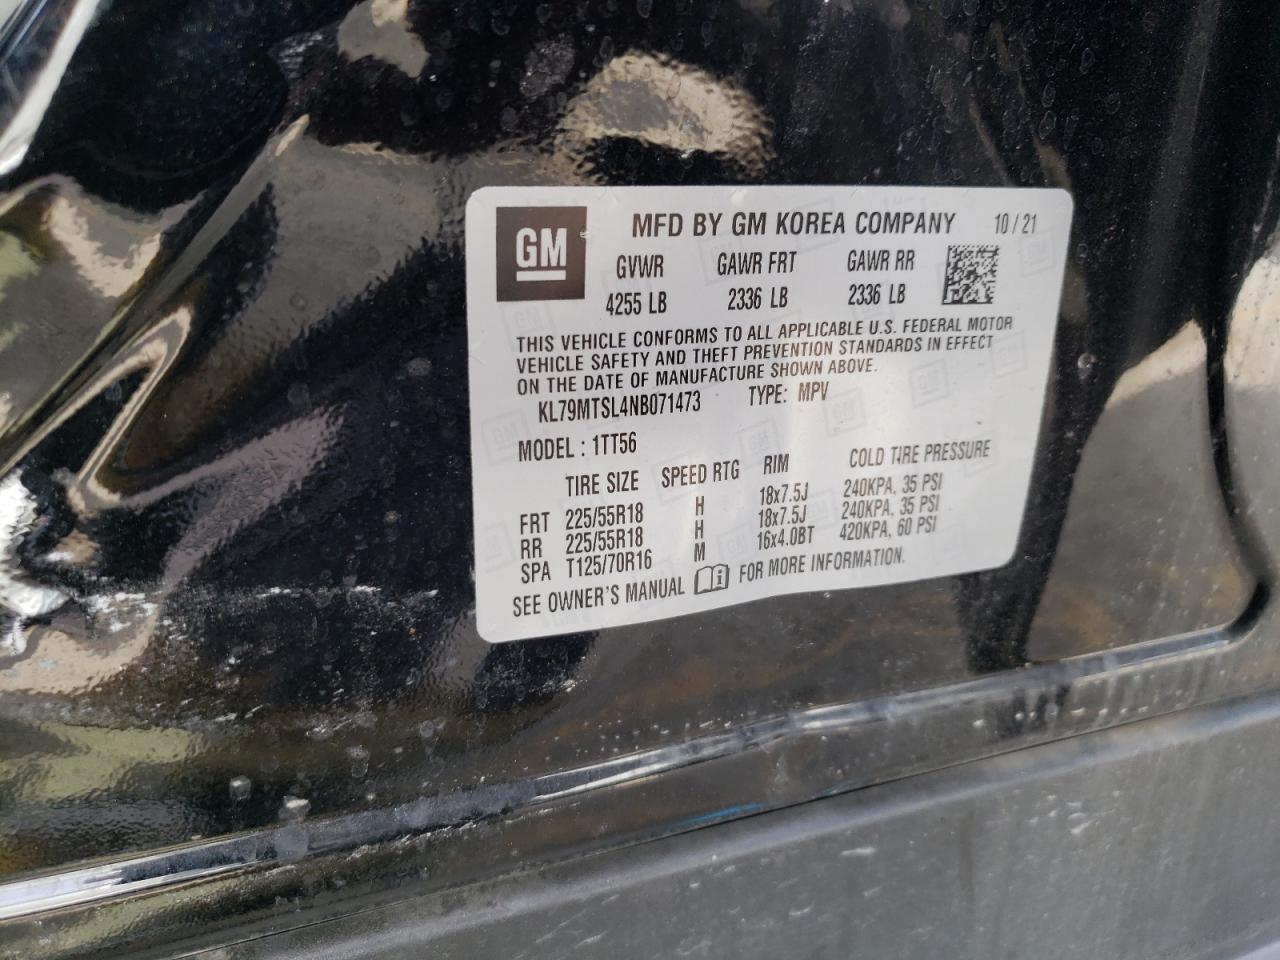 GM
MFD BY GM KOREA COMPANY 10 / 21
GVWR GAWR FRT GAWR RR
4255 LB 2336 LB 2336 LB
THIS VEHICLE CONFORMS TO ALL APPLICABLE U.S. FEDERAL MOTOR
VEHICLE SAFETY AND THEFT PREVENTION STANDARDS IN EFFECT
ON THE DATE OF MANUFACTURE SHOWN ABOVE.
KL79MTSL4NB071473 TYPE: MPV
MODEL : 1TT56
TIRE SIZE SPEED RTG RIM COLD TIRE PRESSURE
FRT 225/55R18 H 18x7.5J 240KPA, 35 PSI
RR 225/55R18 H 18x7.5J 240KPA, 35 PSI
SPA T125/70R16 M 16x4.0BT 420KPA, 60 PSI
SEE OWNER'S MANUAL FOR MORE INFORMATION.